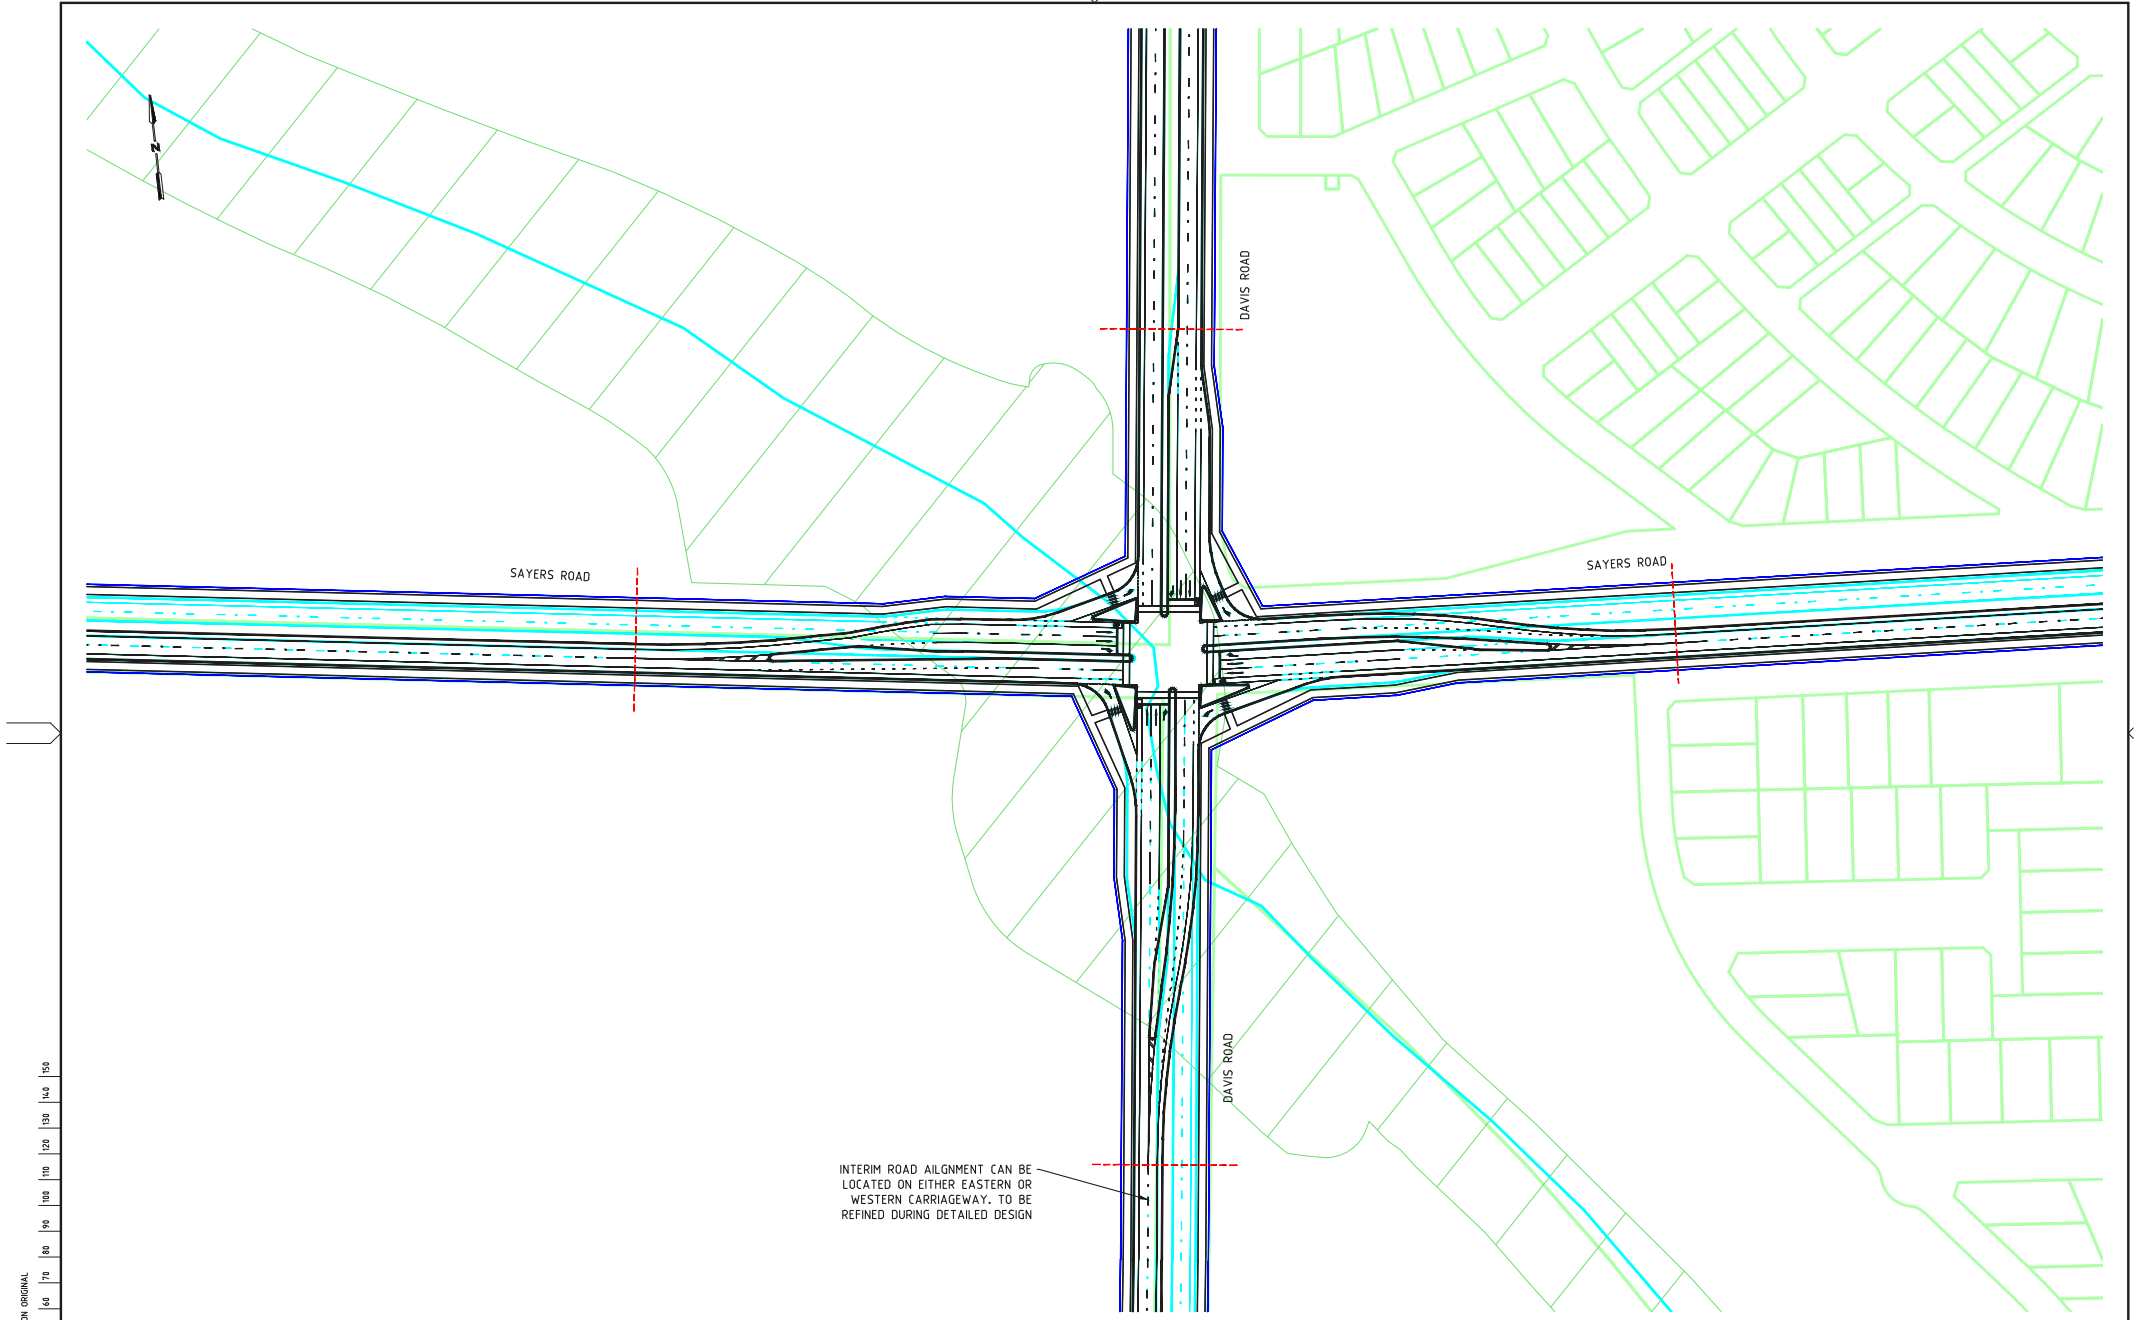 N
DAVIS ROAD
SAYERS ROAD
SAYERS ROAD
DAVIS ROAD
INTERIM ROAD AILGNMENT CAN BE
LOCATED ON EITHER EASTERN OR
WESTERN CARRIAGEWAY. TO BE
REFINED DURING DETAILED DESIGN
150
140
130
120
110
100
90
80
70
60
ON ORIGINAL